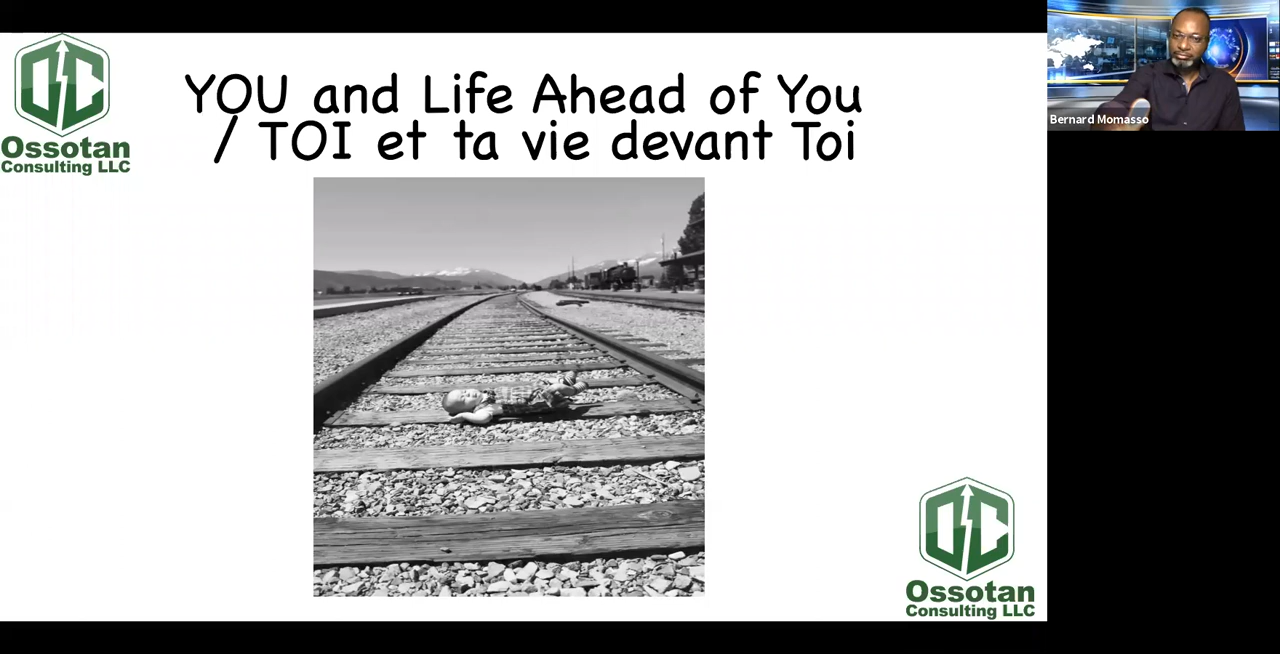 YOU and Life Ahead of You
/ TOI et ta vie devant Toi
Ossotan
Consulting LLC
Bernard Momasso
Ossotan
Consulting LLC